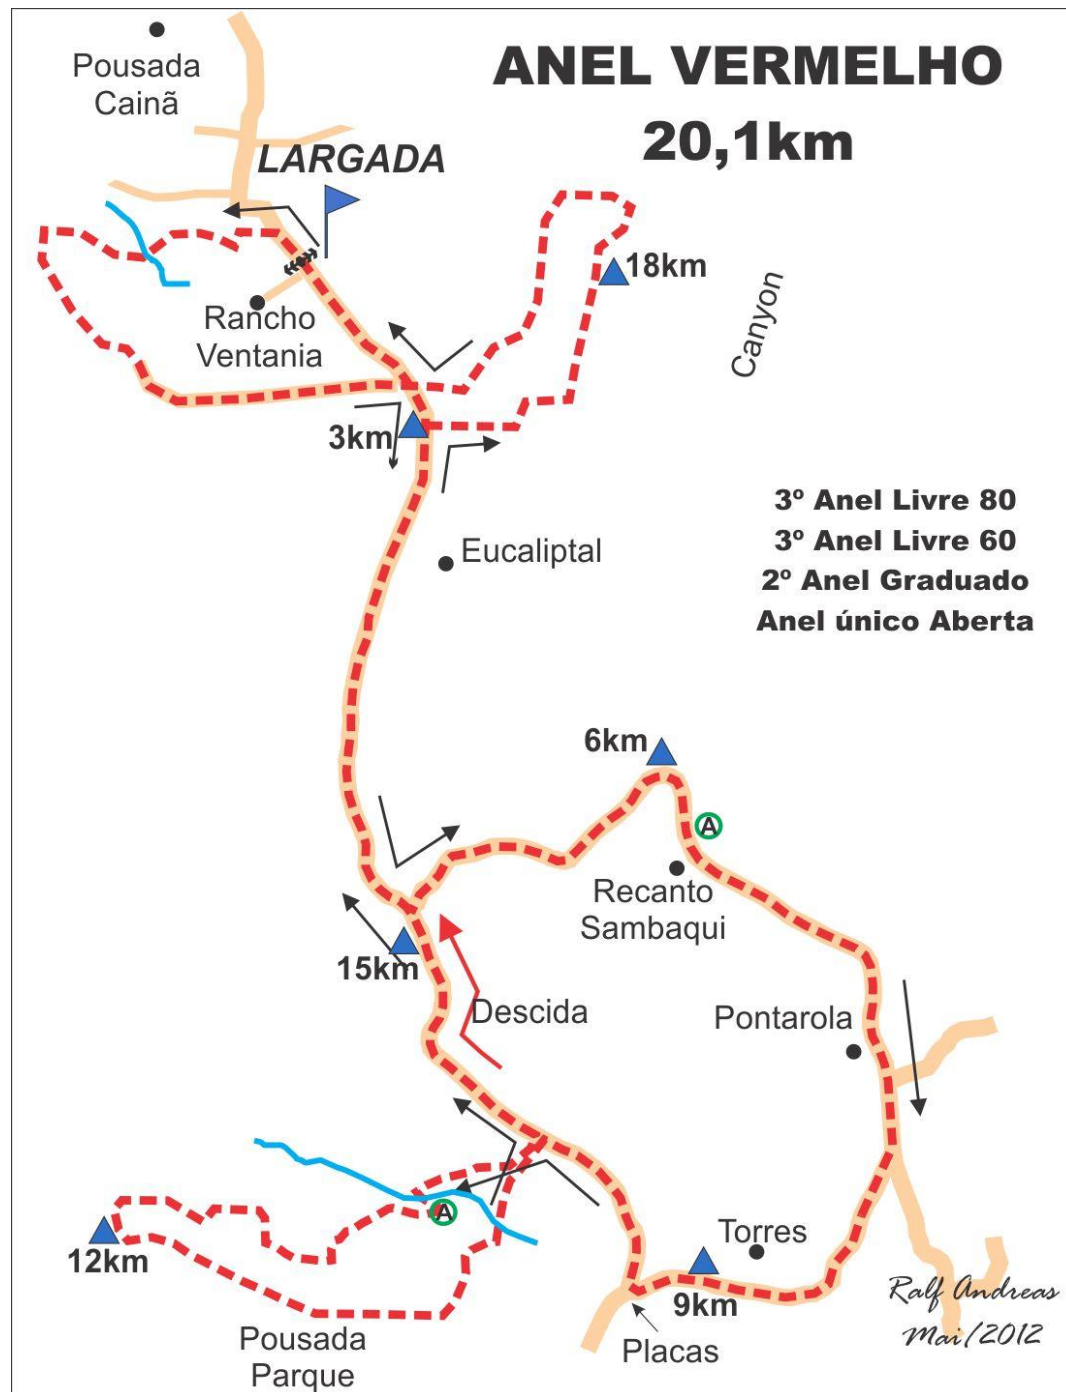 ANEL VERMELHO
20,1km
Pousada
Cainã
LARGADA
18km
Rancho
Ventania
Canyon
3km
3º Anel Livre 80
3º Anel Livre 60
2º Anel Graduado
Anel único Aberta
Eucaliptal
6km
A
Recanto
Sambaqui
15km
Descida
Pontarola
A
12km
Torres
9km
Placas
Pousada
Parque
Ralf Andreas
Mai/2012